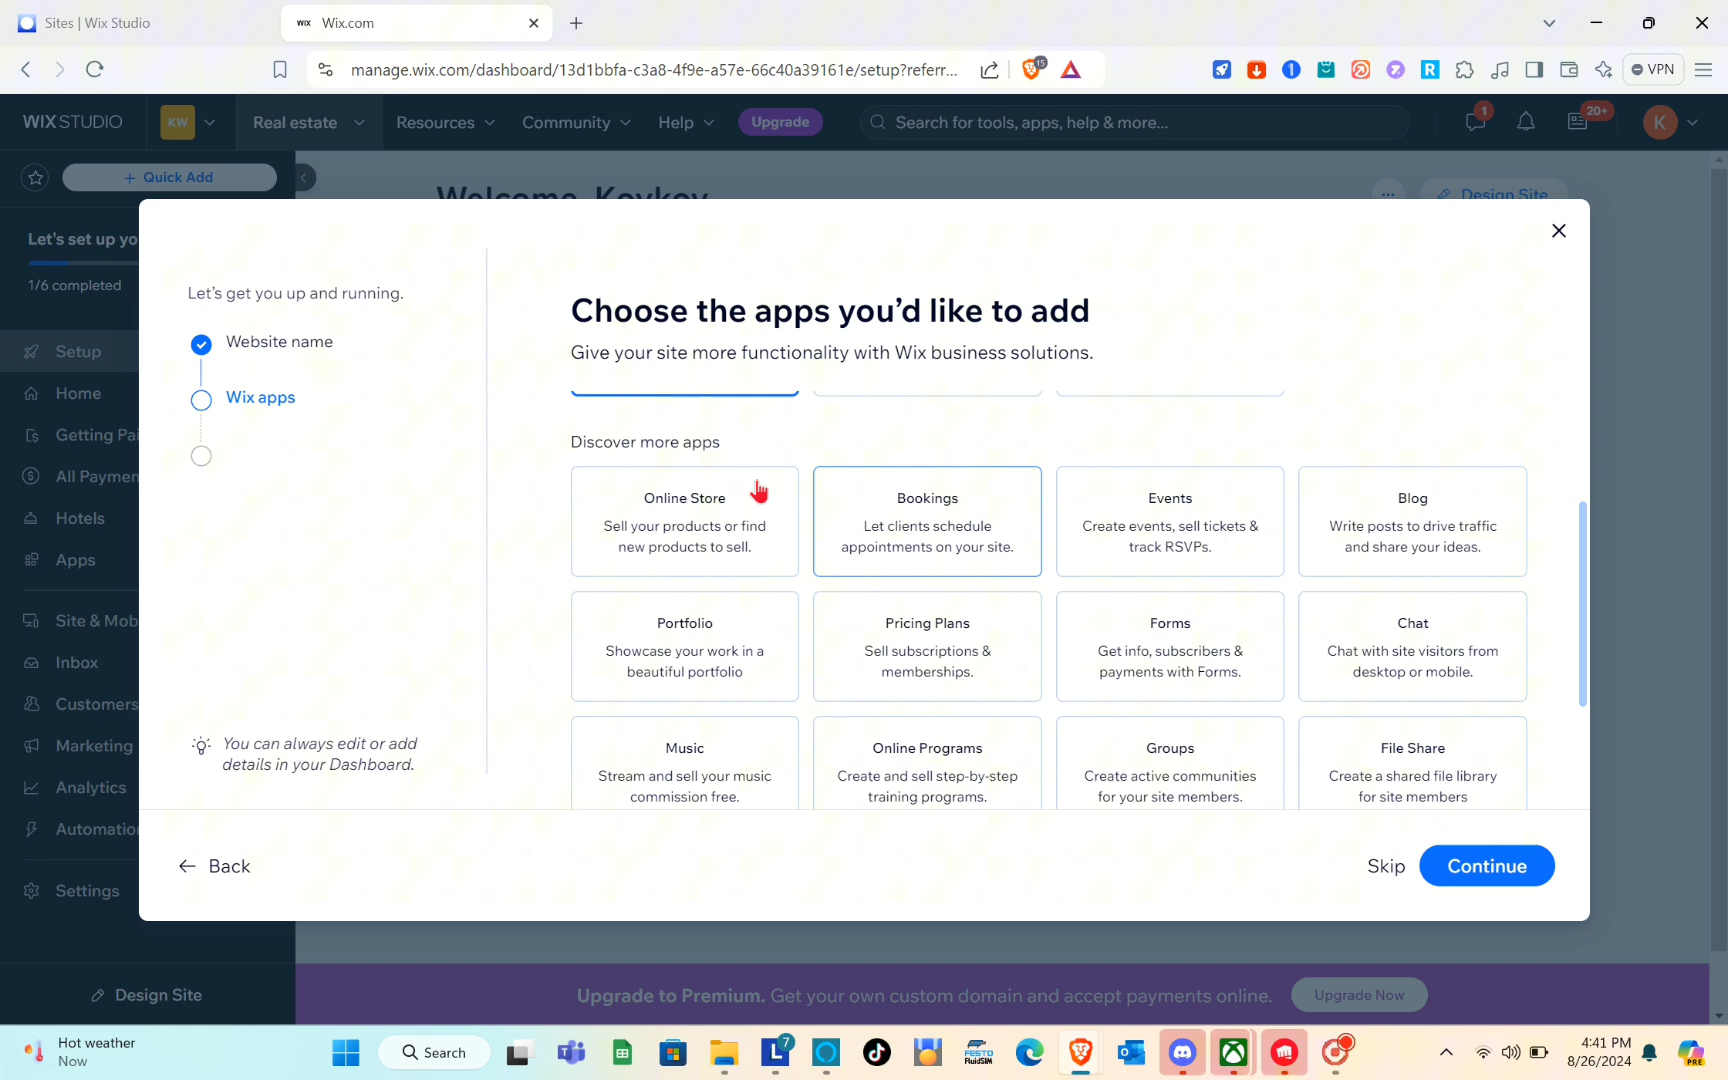 Sites | Wix Studio
WIX Wix.com
manage.wix.com/dashboard/13d1bbfa-c3a8-4f9e-a57e-66c40a39161e/setup?referr...
15
VPN
WIX STUDIO
KW
Real estate
Resources
Community
Help
Upgrade
Search for tools, apps, help & more...
1
20+
K
+ Quick Add
Welcome, Koykoy
Design Site
Let's set up yo
1/6 completed
Setup
Home
Getting Pai
All Paymen
Hotels
Apps
Site & Mob
Inbox
Customers
Marketing
Analytics
Automatio
Settings
Design Site
Let's get you up and running.
Website name
Wix apps
You can always edit or add
details in your Dashboard.
Choose the apps you'd like to add
Give your site more functionality with Wix business solutions.
Discover more apps
Online Store
Sell your products or find
new products to sell.
Bookings
Let clients schedule
appointments on your site.
Events
Create events, sell tickets &
track RSVPs.
Blog
Write posts to drive traffic
and share your ideas.
Portfolio
Showcase your work in a
beautiful portfolio
Pricing Plans
Sell subscriptions &
memberships.
Forms
Get info, subscribers &
payments with Forms.
Chat
Chat with site visitors from
desktop or mobile.
Music
Stream and sell your music
commission free.
Online Programs
Create and sell step-by-step
training programs.
Groups
Create active communities
for your site members.
File Share
Create a shared file library
for site members
Back
Skip
Continue
Upgrade to Premium. Get your own custom domain and accept payments online.
Upgrade Now
Hot weather
Now
Search
L
7
FESTO
FluidSIM
4:41 PM
8/26/2024
PRE